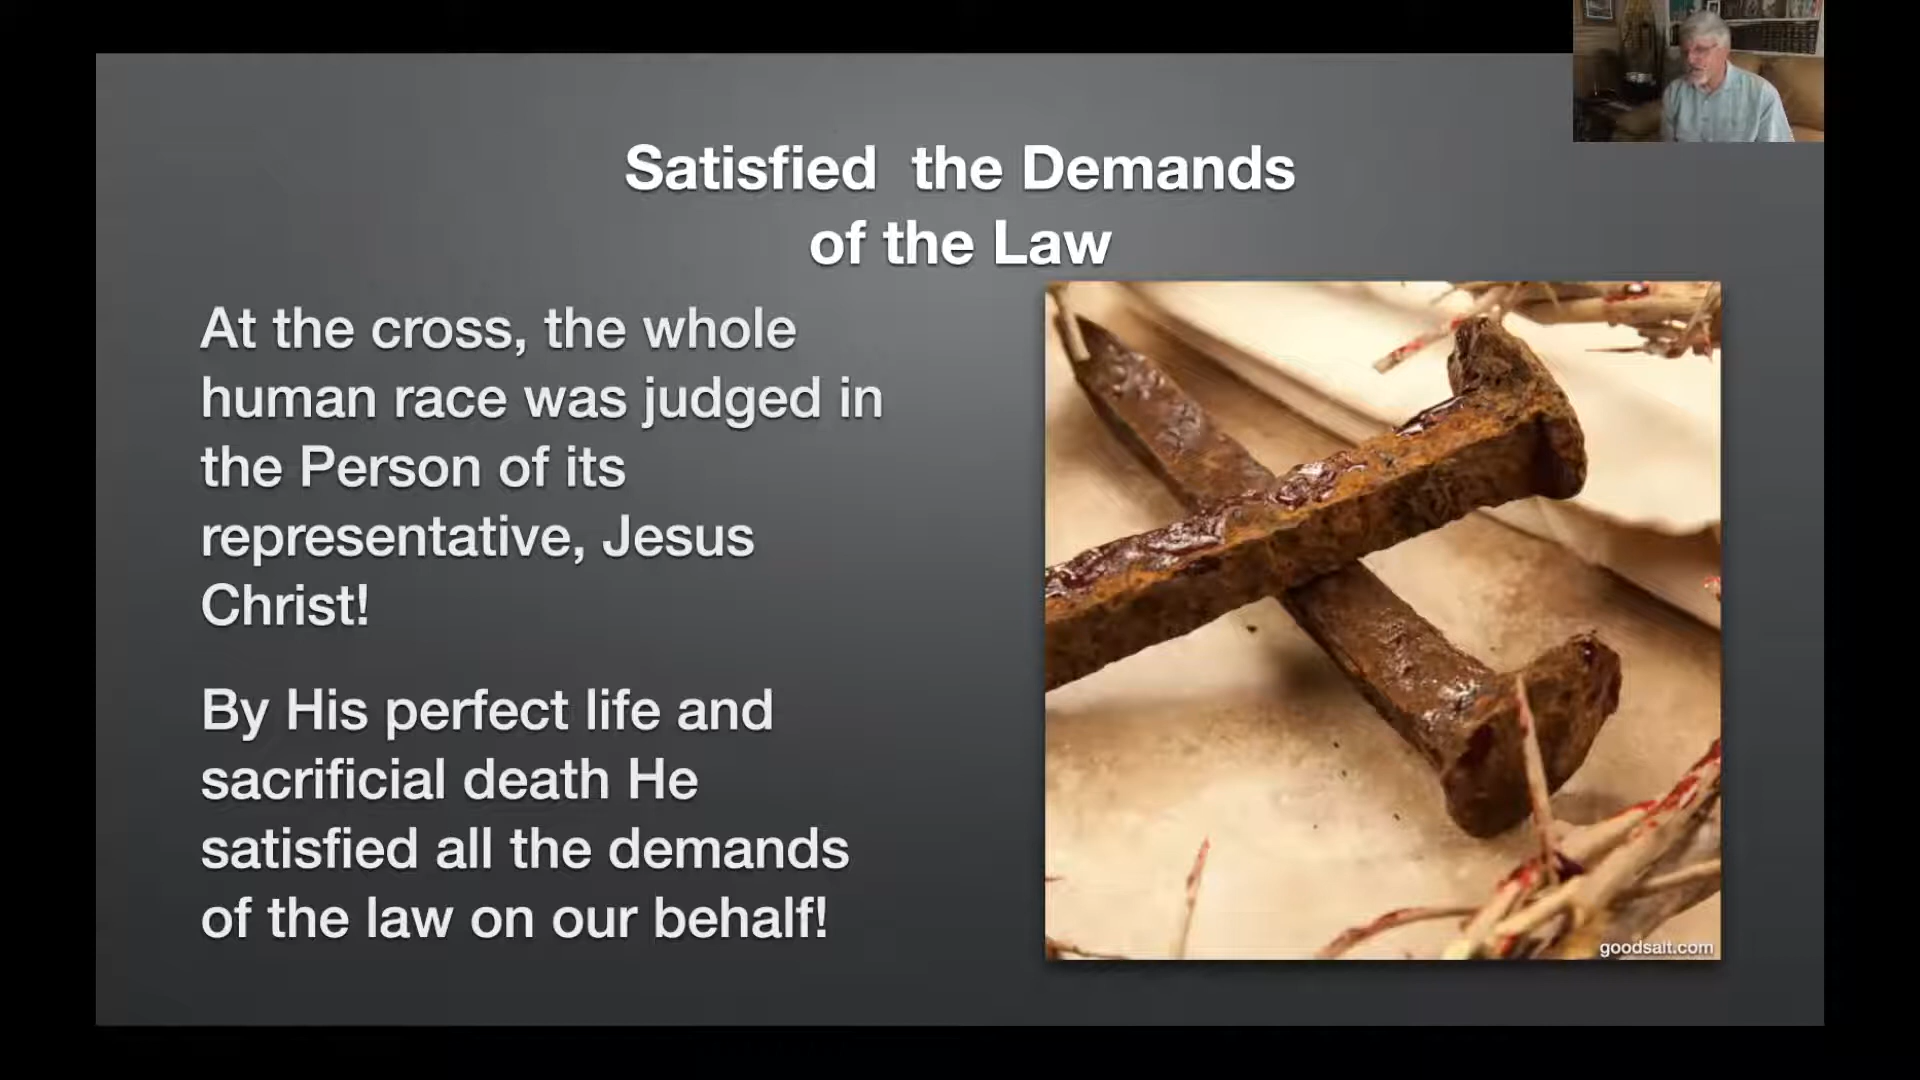 Satisfied  the Demands
of the Law
At the cross, the whole
human race was judged in
the Person of its
representative, Jesus
Christ!
By His perfect life and
sacrificial death He
satisfied all the demands
of the law on our behalf!
goodsalt.com